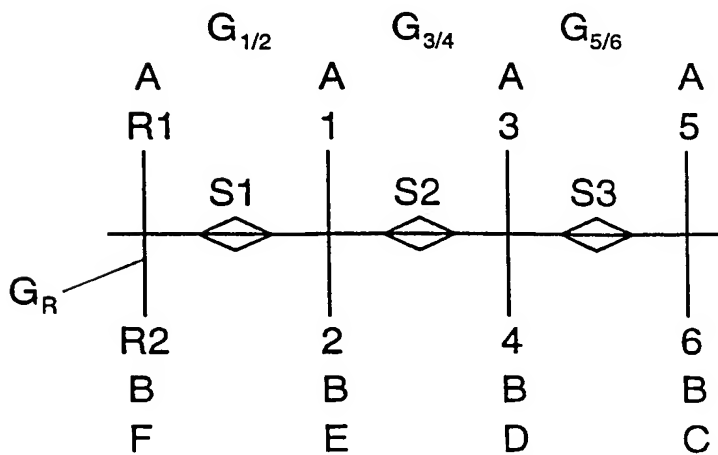 G1/2 G3/4 G5/6
A A A A
R1 1 3 5
S1 S2 S3
GR
R2 2 4 6
B B B B
F E D C